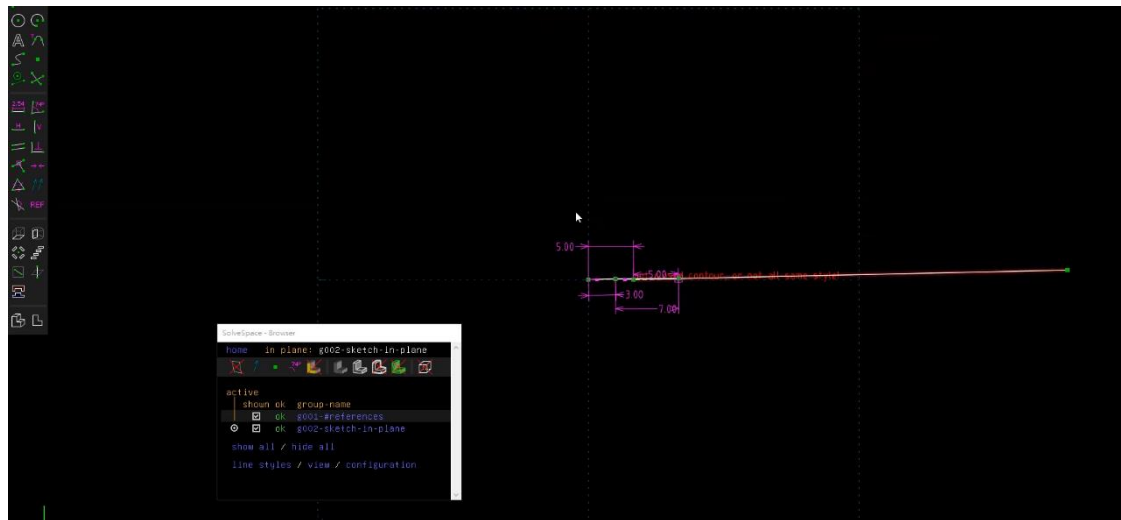 2.54
H
V
REF
5.00
5.00
contour, or not all same style!
3.00
7.00
SolveSpace - Browser
home in plane: g002-sketch-in-plane
active
shown ok group-name
ok g001-#references
ok g002-sketch-in-plane
show all / hide all
line styles / view / configuration